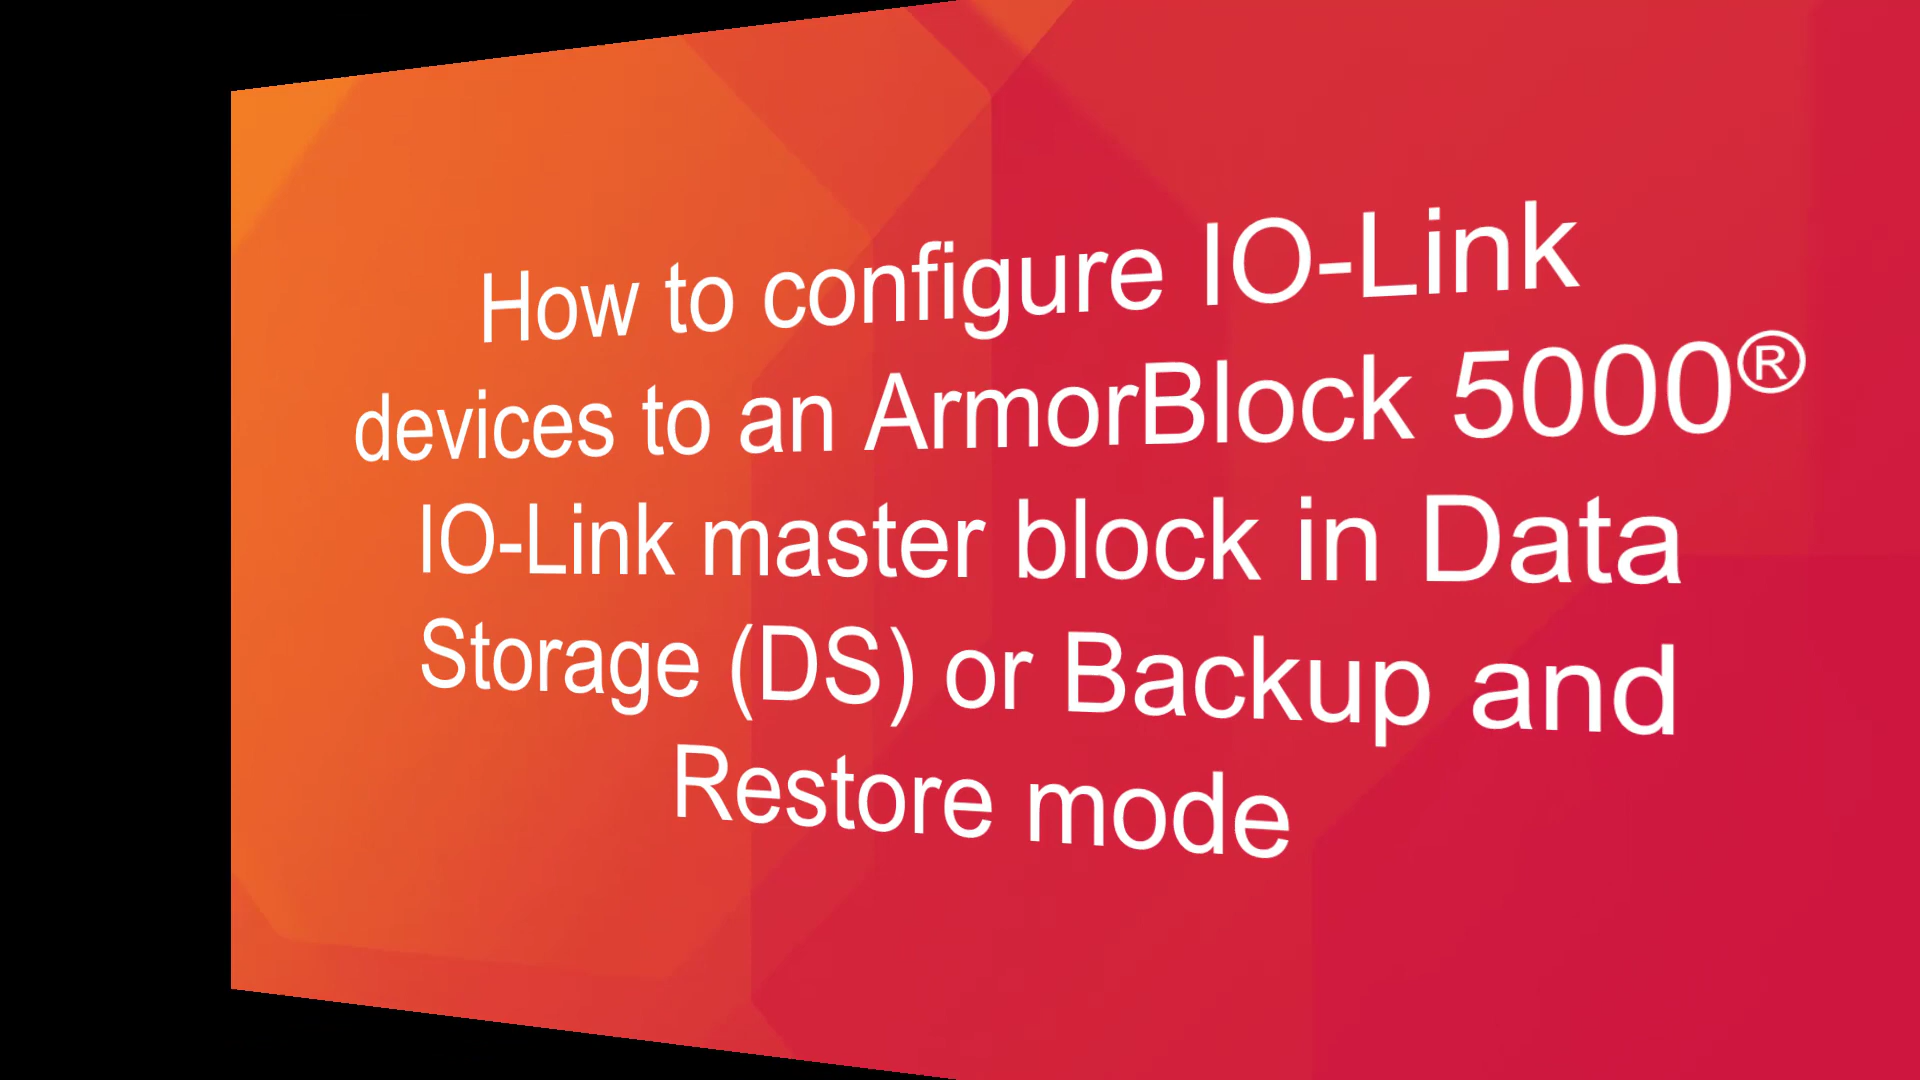 How to configure IO-Link
devices to an ArmorBlock 5000®
IO-Link master block in Data
Storage (DS) or Backup and
Restore mode